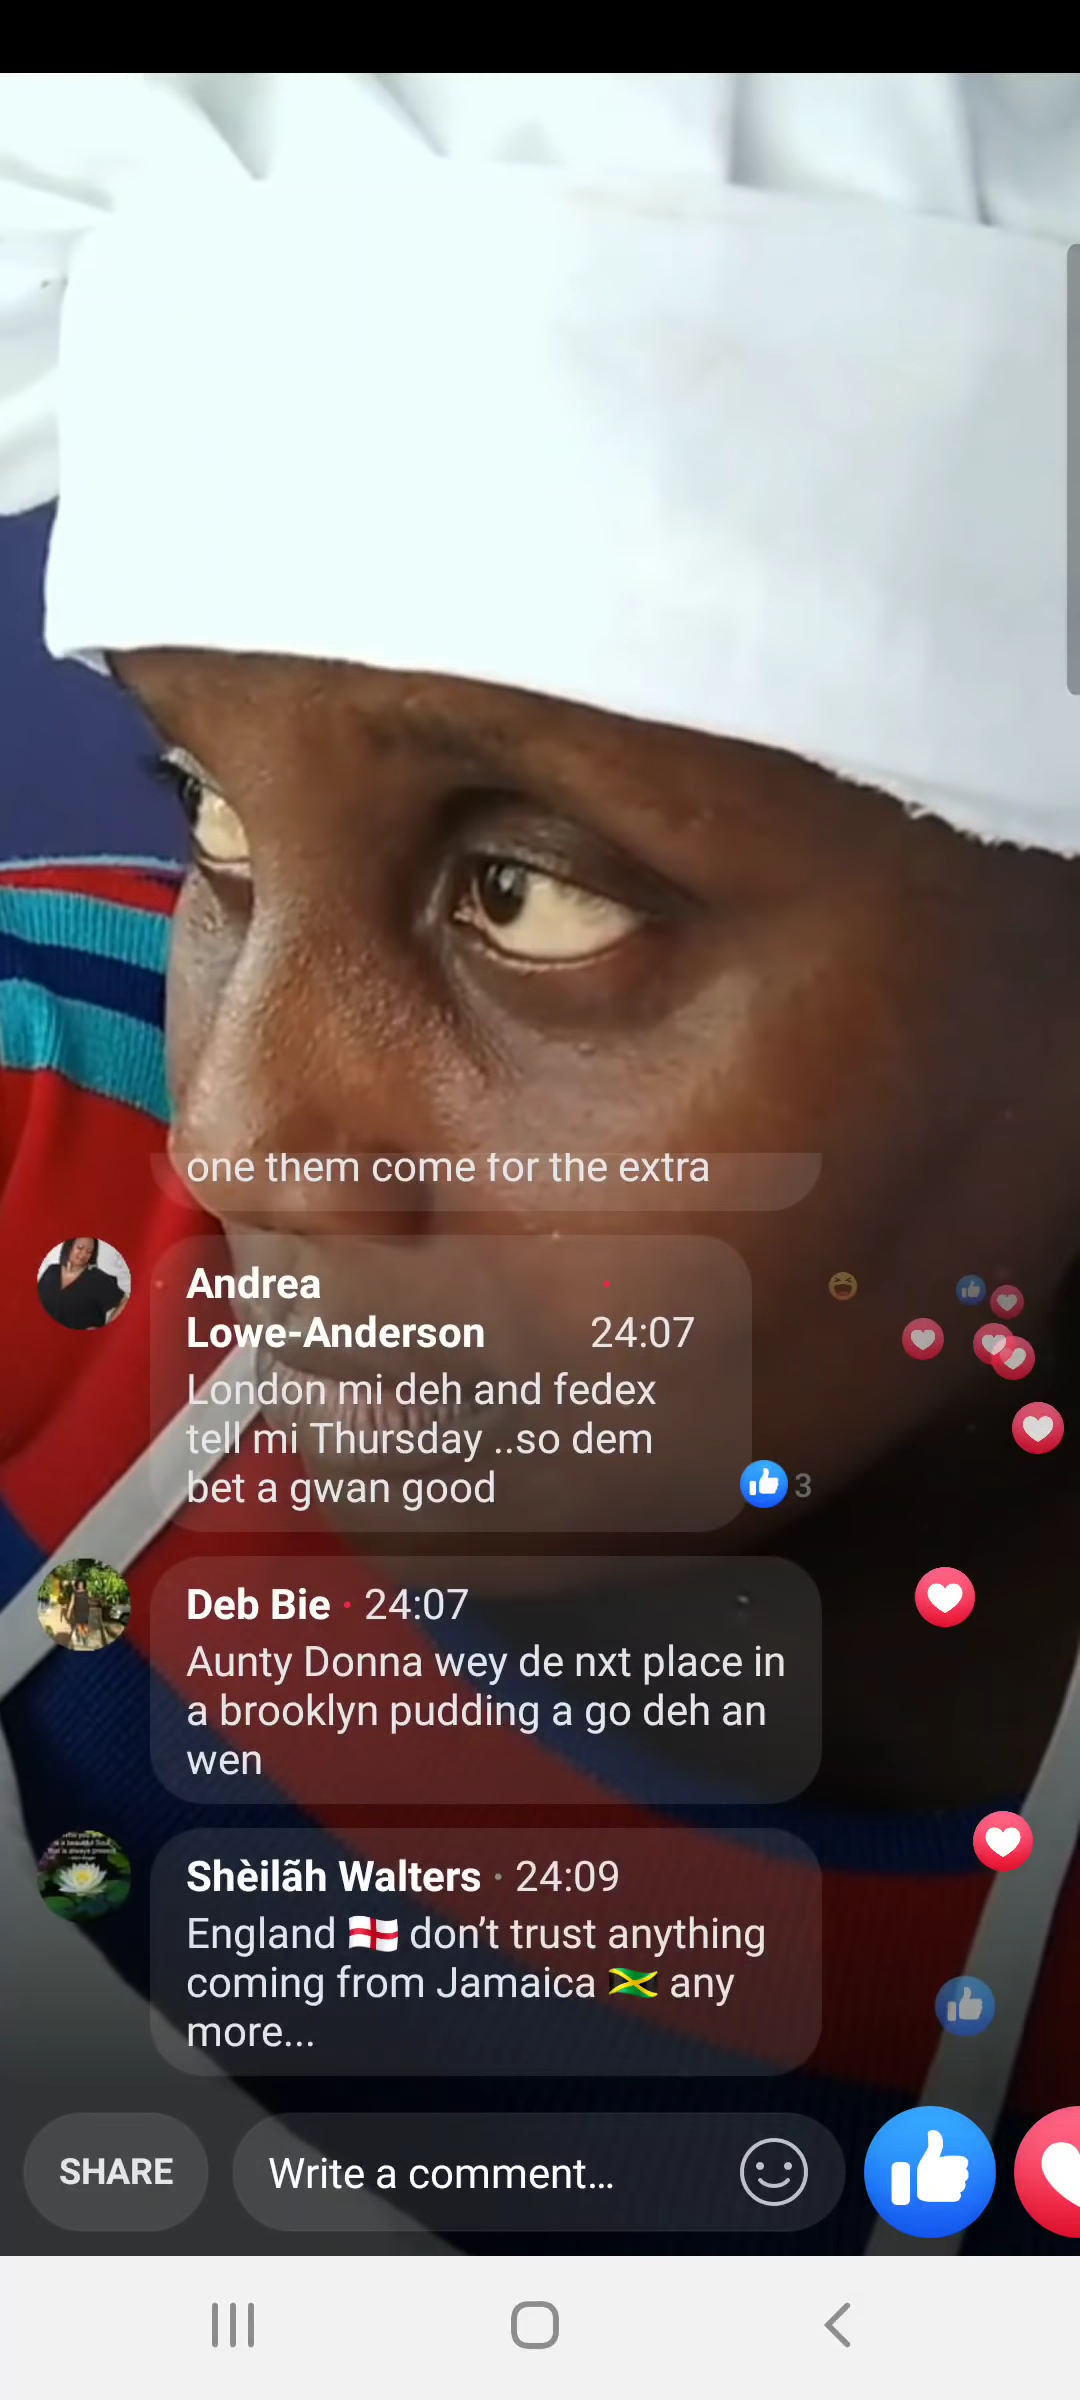 one them come for the extra
Andrea
Lowe-Anderson 24:07
London mi deh and fedex
tell mi Thursday ..so dem
bet a gwan good
3
Deb Bie · 24:07
Aunty Donna wey de nxt place in
a brooklyn pudding a go deh an
wen
Shèilãh Walters · 24:09
England 🏴󠁧󠁢󠁥󠁮󠁧󠁿 don’t trust anything
coming from Jamaica 🇯🇲 any
more...
SHARE
Write a comment...